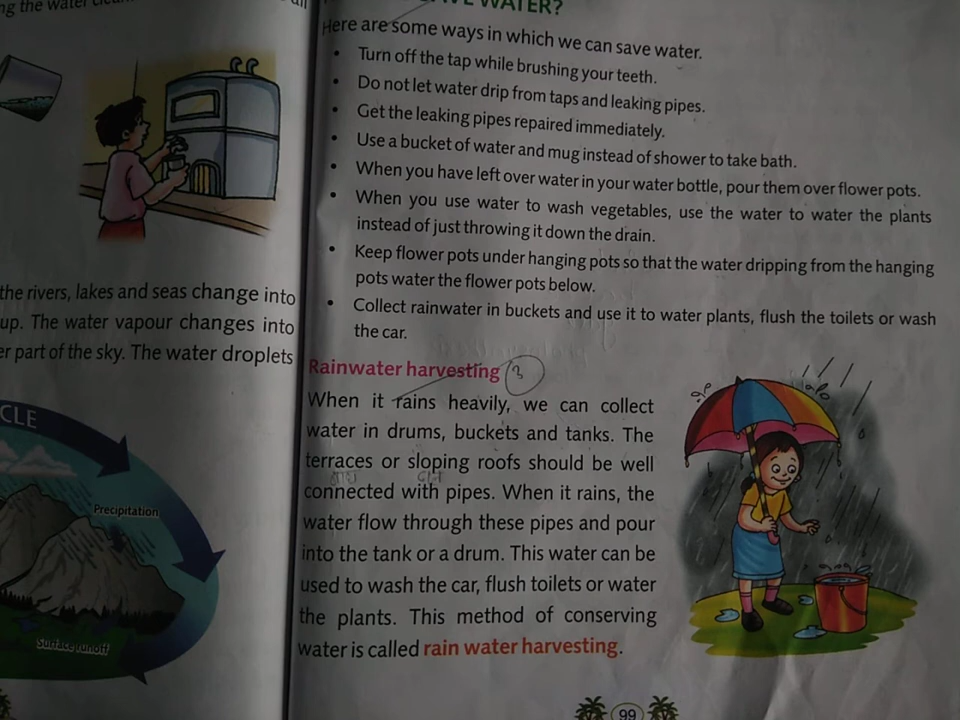 ng the water clean
the rivers, lakes and seas change into
up. The water vapour changes into
er part of the sky. The water droplets
CLE
Precipitation
Surface runoff
WATER?
Here are some ways in which we can save water.
• Turn off the tap while brushing your teeth.
• Do not let water drip from taps and leaking pipes.
• Get the leaking pipes repaired immediately.
• Use a bucket of water and mug instead of shower to take bath.
• When you have left over water in your water bottle, pour them over flower pots.
• When you use water to wash vegetables, use the water to water the plants
instead of just throwing it down the drain.
• Keep flower pots under hanging pots so that the water dripping from the hanging
pots water the flower pots below.
• Collect rainwater in buckets and use it to water plants, flush the toilets or wash
the car.
Rainwater harvesting 3
When it rains heavily, we can collect
water in drums, buckets and tanks. The
terraces or sloping roofs should be well
connected with pipes. When it rains, the
water flow through these pipes and pour
into the tank or a drum. This water can be
used to wash the car, flush toilets or water
the plants. This method of conserving
water is called rain water harvesting.
99